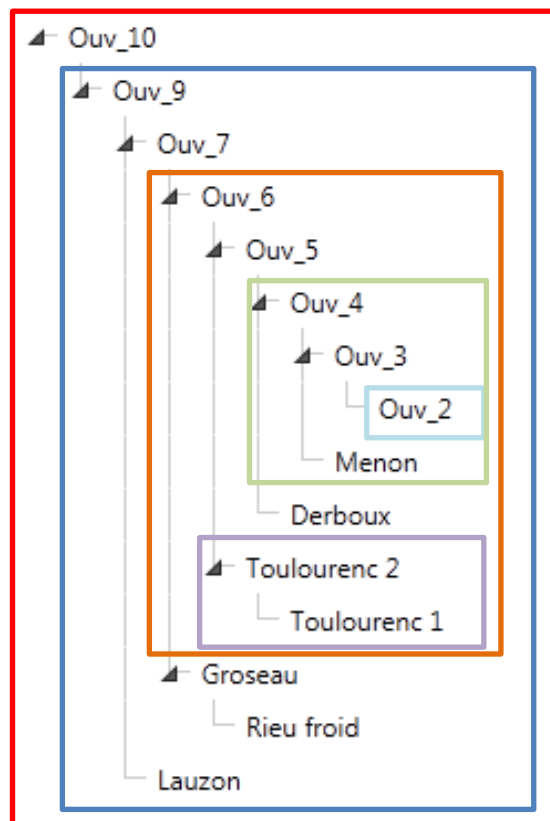 Ouv_10
Ouv_9
Ouv_7
Ouv_6
Ouv_5
Ouv_4
Ouv_3
Ouv_2
Menon
Derboux
Toulourenc 2
Toulourenc 1
Groseau
Rieu froid
Lauzon